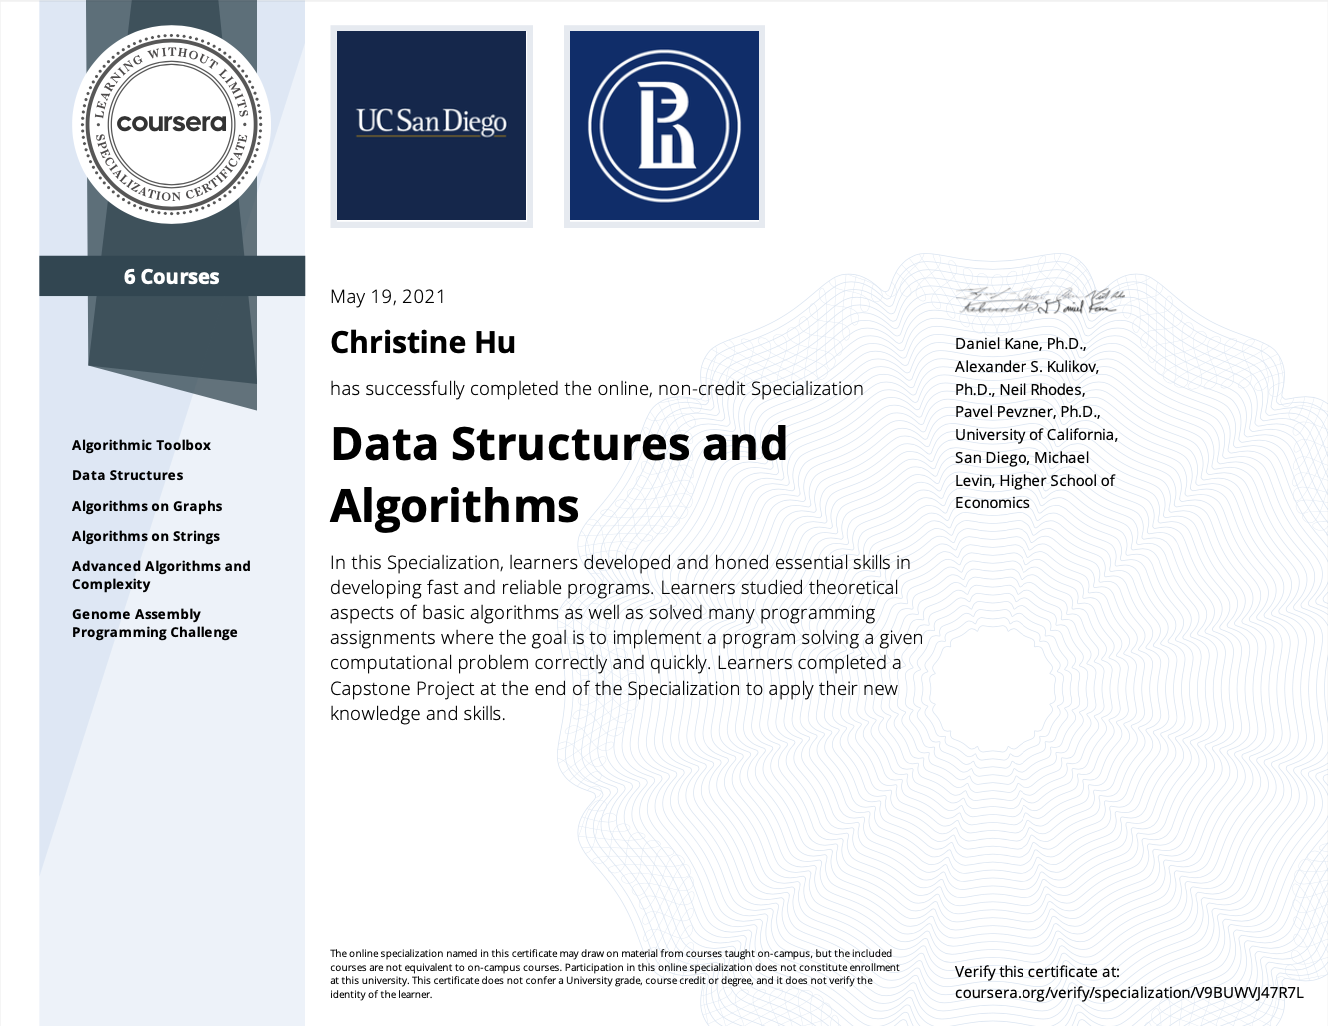 LEARNING WITHOUT LIMITS
coursera
SPECIALIZATION CERTIFICATE
UC San Diego
6 Courses
Algorithmic Toolbox
Data Structures
Algorithms on Graphs
Algorithms on Strings
Advanced Algorithms and
Complexity
Genome Assembly
Programming Challenge
May 19, 2021
Christine Hu
has successfully completed the online, non-credit Specialization
Data Structures and
Algorithms
In this Specialization, learners developed and honed essential skills in
developing fast and reliable programs. Learners studied theoretical
aspects of basic algorithms as well as solved many programming
assignments where the goal is to implement a program solving a given
computational problem correctly and quickly. Learners completed a
Capstone Project at the end of the Specialization to apply their new
knowledge and skills.
Daniel Kane, Ph.D.,
Alexander S. Kulikov,
Ph.D., Neil Rhodes,
Pavel Pevzner, Ph.D.,
University of California,
San Diego, Michael
Levin, Higher School of
Economics
The online specialization named in this certificate may draw on material from courses taught on-campus, but the included
courses are not equivalent to on-campus courses. Participation in this online specialization does not constitute enrollment
at this university. This certificate does not confer a University grade, course credit or degree, and it does not verify the
identity of the learner.
Verify this certificate at:
coursera.org/verify/specialization/V9BUWVJ47R7L